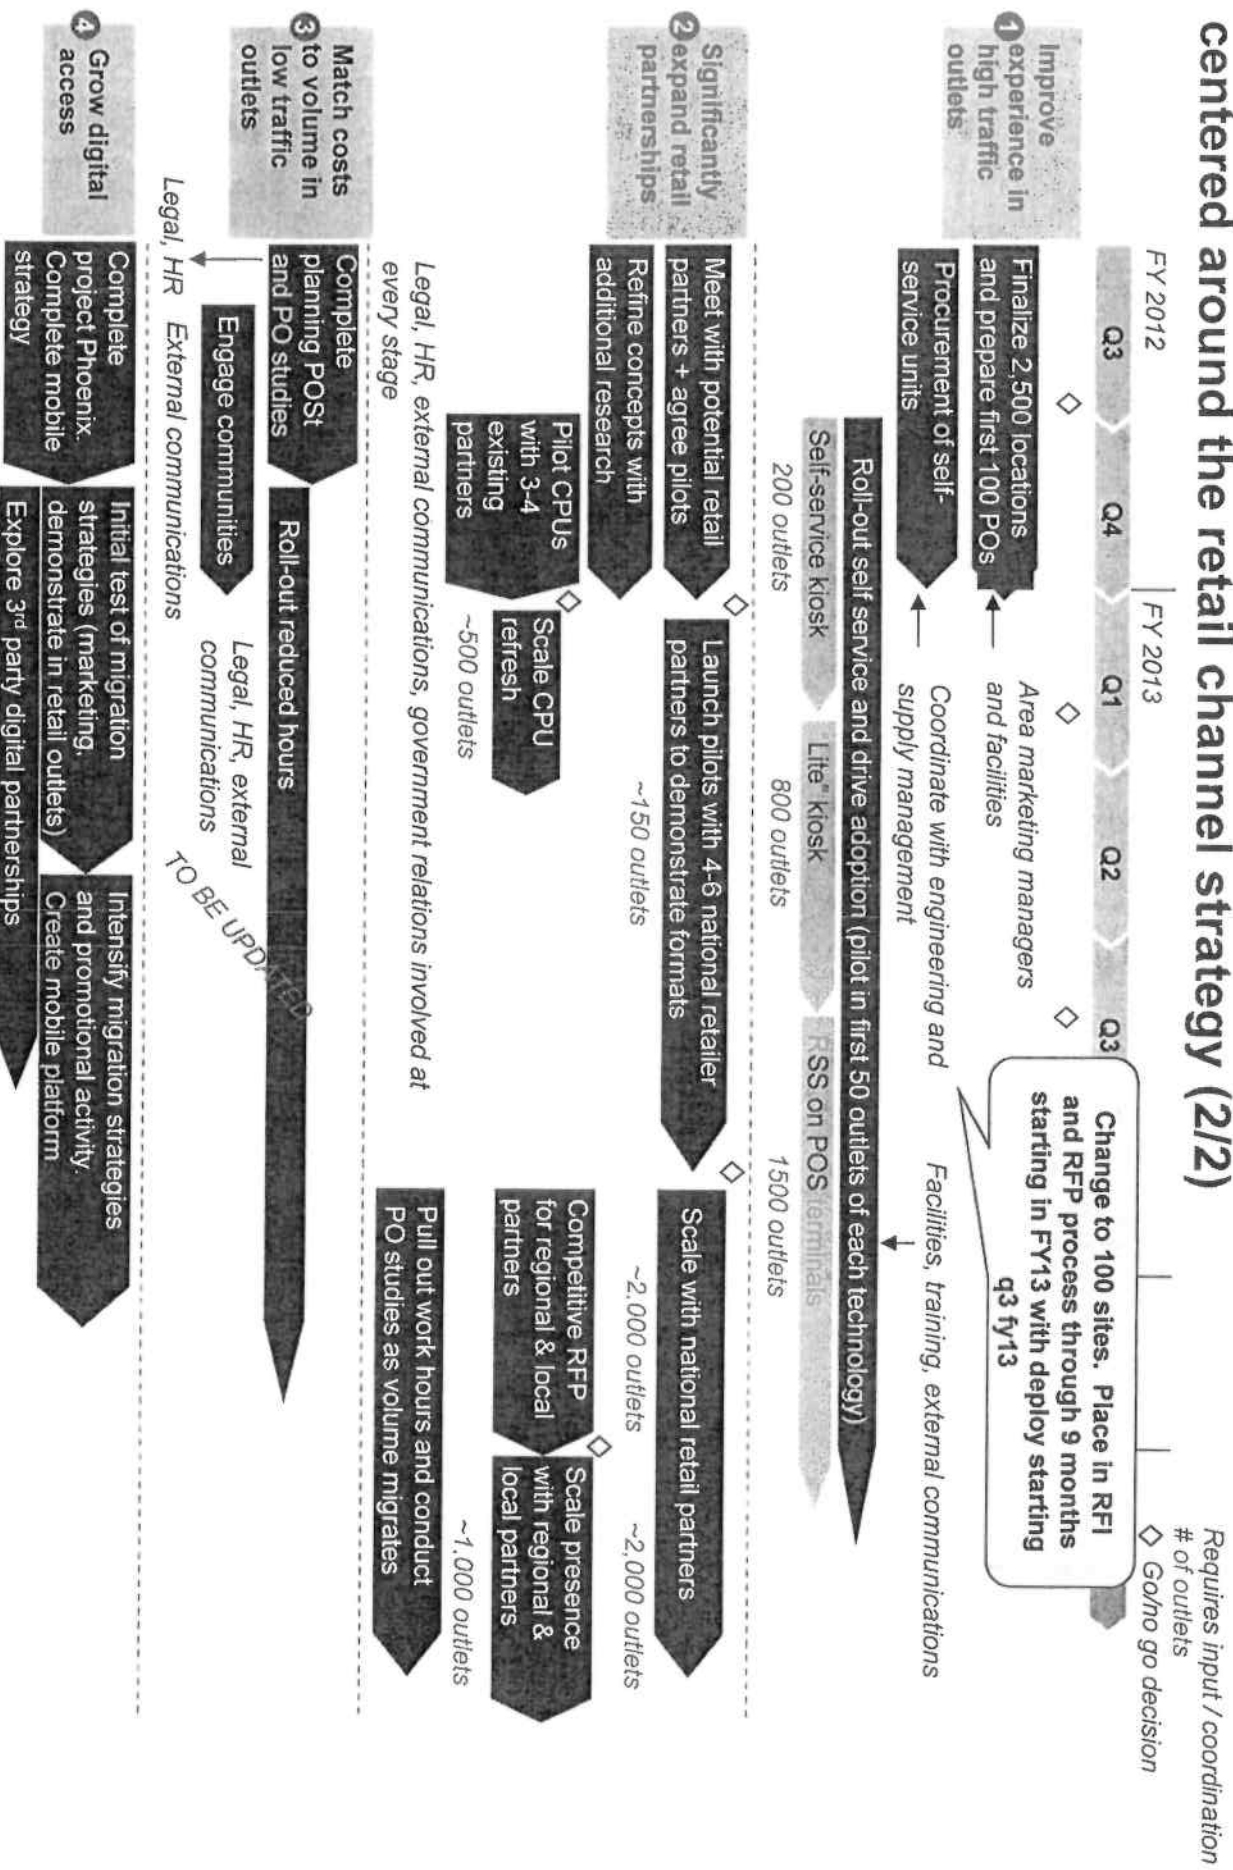 centered around the retail channel strategy (2/2)
Requires input / coordination
# of outlets
◇ Go/no go decision
FY 2012
FY 2013
Q3
Q4
Q1
Q2
Q3
Change to 100 sites. Place in RFI
and RFP process through 9 months
starting in FY13 with deploy starting
q3 fy13
1
Improve
experience in
high traffic
outlets
Finalize 2,500 locations
and prepare first 100 POs
Area marketing managers
and facilities
Procurement of self-
service units
Coordinate with engineering and
supply management
Facilities, training, external communications
Roll-out self service and drive adoption (pilot in first 50 outlets of each technology)
Self-service kiosk
Lite" kiosk
RSS on POS terminals
200 outlets
800 outlets
1500 outlets
2
Significantly
expand retail
partnerships
Meet with potential retail
partners + agree pilots
Launch pilots with 4-6 national retailer
partners to demonstrate formats
Scale with national retail partners
Refine concepts with
additional research
~150 outlets
~2,000 outlets
~2,000 outlets
Pilot CPUs
with 3-4
existing
partners
Scale CPU
refresh
~500 outlets
Competitive RFP
for regional & local
partners
Scale presence
with regional &
local partners
~1,000 outlets
Legal, HR, external communications, government relations involved at
every stage
Pull out work hours and conduct
PO studies as volume migrates
3
Match costs
to volume in
low traffic
outlets
Complete
planning POSt
and PO studies
Roll-out reduced hours
Engage communities
Legal, HR, external
communications
TO BE UPDATED
Legal, HR
External communications
4
Grow digital
access
Complete
project Phoenix.
Complete mobile
strategy
Initial test of migration
strategies (marketing,
demonstrate in retail outlets)
Intensify migration strategies
and promotional activity
Create mobile platform
Explore 3rd party digital partnerships